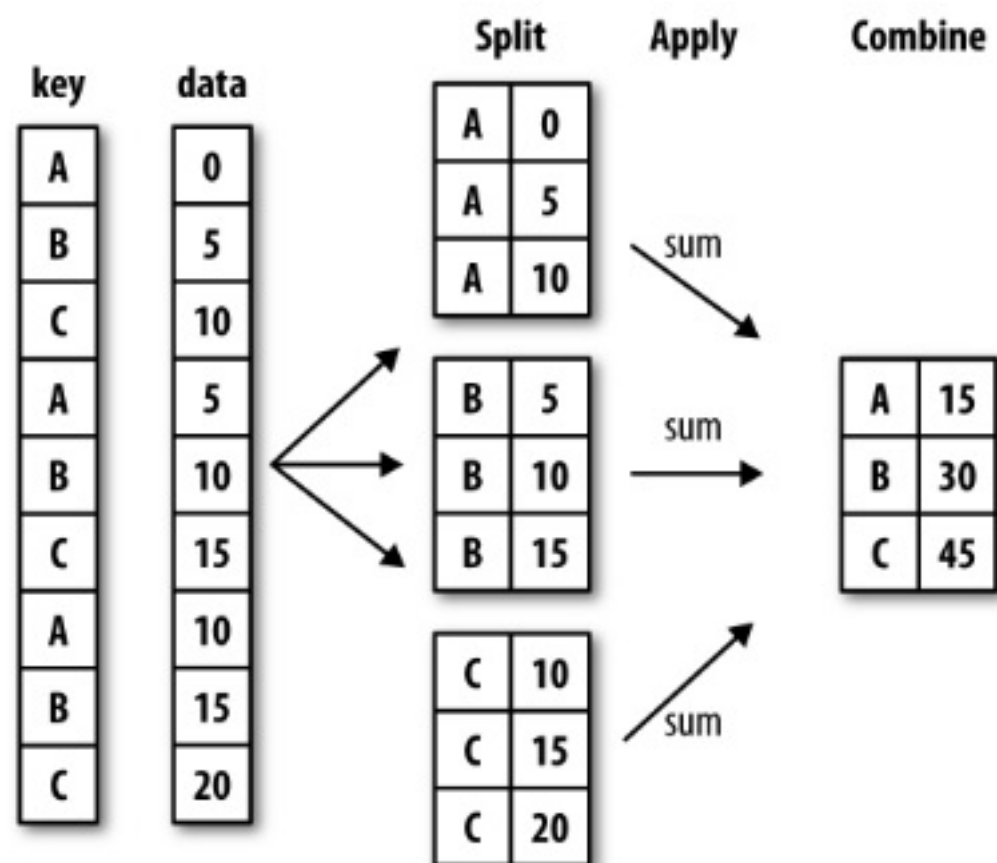 key
A
B
C
A
B
C
A
B
C
data
0
5
10
5
10
15
10
15
20
Split
A 0
A 5
A 10
B 5
B 10
B 15
C 10
C 15
C 20
Apply
sum
sum
sum
Combine
A 15
B 30
C 45